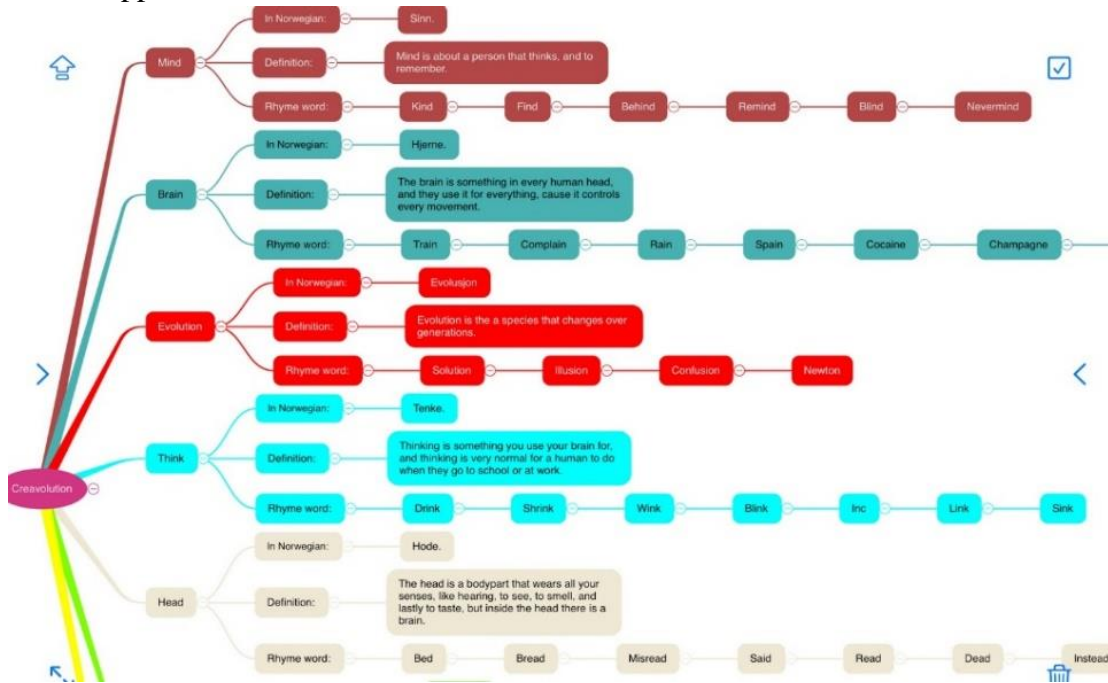 In Norwegian:
Sinn.
Mind
Definition:
Mind is about a person that thinks, and to
remember.
Rhyme word:
Kind
Find
Behind
Remind
Blind
Nevermind
In Norwegian:
Hjerne.
Brain
Definition:
The brain is something in every human head,
and they use it for everything, cause it controls
every movement.
Rhyme word:
Train
Complain
Rain
Spain
Cocaine
Champagne
In Norwegian:
Evolusjon
Evolution
Definition:
Evolution is the a species that changes over
generations.
Rhyme word:
Solution
Illusion
Confusion
Newton
In Norwegian:
Tenke.
Think
Definition:
Thinking is something you use your brain for,
and thinking is very normal for a human to do
when they go to school or at work.
Rhyme word:
Drink
Shrink
Wink
Blink
Inc
Link
Sink
Creavolution
In Norwegian:
Hode.
Head
Definition:
The head is a bodypart that wears all your
senses, like hearing, to see, to smell, and
lastly to taste, but inside the head there is a
brain.
Rhyme word:
Bed
Bread
Misread
Said
Read
Dead
Instead